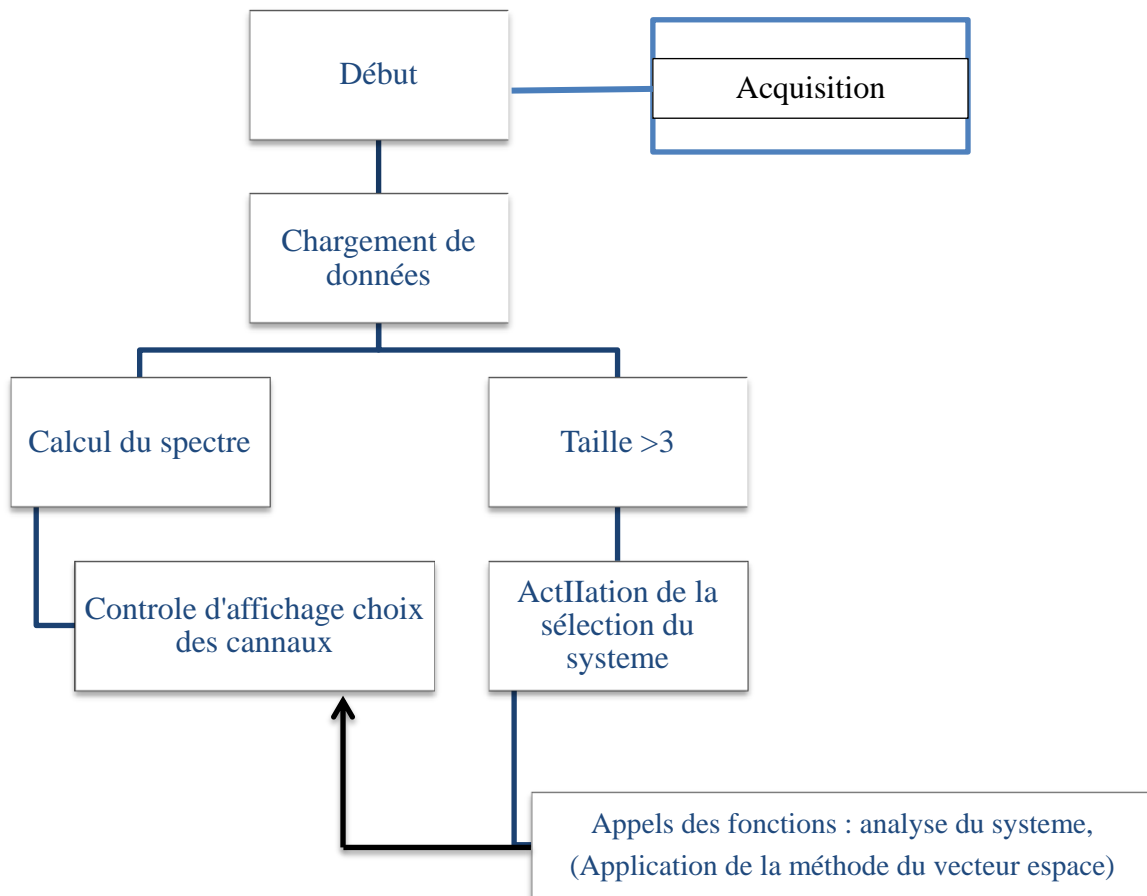 Début
Acquisition
Chargement de
données
Calcul du spectre
Taille >3
Controle d'affichage choix
des cannaux
ActIIation de la
sélection du
systeme
Appels des fonctions : analyse du systeme,
(Application de la méthode du vecteur espace)